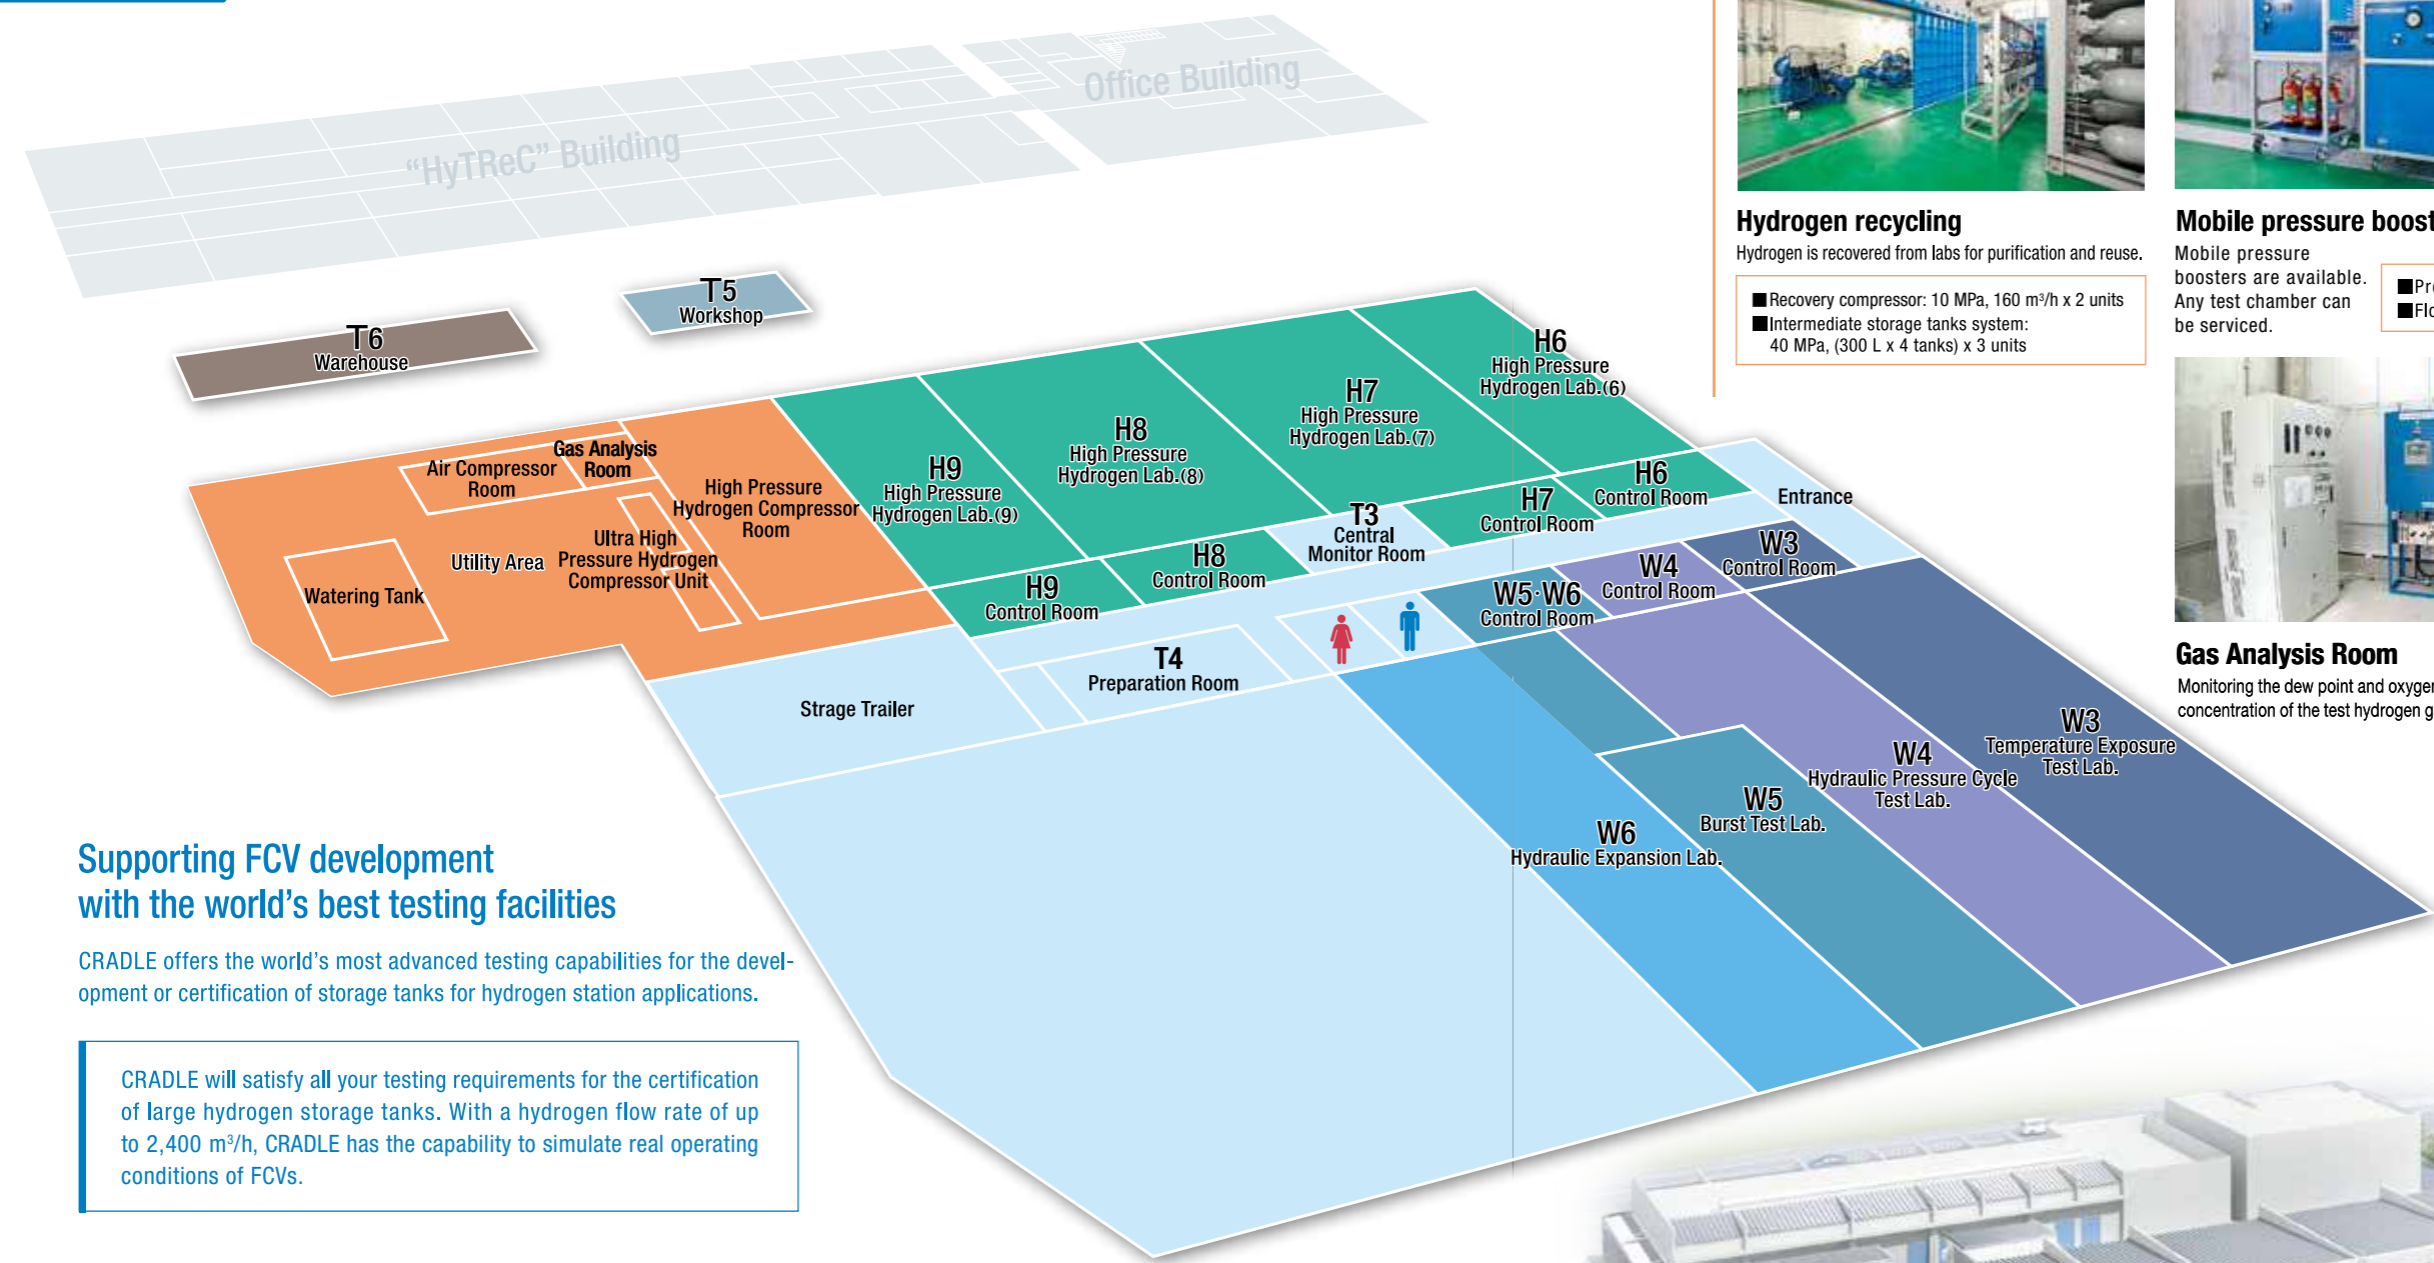 Office Building
“HyTReC” Building
T5
Workshop
T6
Warehouse
H6
High Pressure
Hydrogen Lab.(6)
H7
High Pressure
Hydrogen Lab.(7)
H8
High Pressure
Hydrogen Lab.(8)
H9
High Pressure
Hydrogen Lab.(9)
Gas Analysis
Room
Air Compressor
Room
High Pressure
Hydrogen Compressor
Room
Ultra High
Pressure Hydrogen
Compressor Unit
Utility Area
Watering Tank
H6
Control Room
H7
Control Room
T3
Central
Monitor Room
H8
Control Room
H9
Control Room
Entrance
W3
Control Room
W4
Control Room
W5·W6
Control Room
T4
Preparation Room
Strage Trailer
W3
Temperature Exposure
Test Lab.
W4
Hydraulic Pressure Cycle
Test Lab.
W5
Burst Test Lab.
W6
Hydraulic Expansion Lab.
Supporting FCV development
with the world’s best testing facilities
CRADLE offers the world’s most advanced testing capabilities for the devel-
opment or certification of storage tanks for hydrogen station applications.
CRADLE will satisfy all your testing requirements for the certification
of large hydrogen storage tanks. With a hydrogen flow rate of up
to 2,400 m³/h, CRADLE has the capability to simulate real operating
conditions of FCVs.
Hydrogen recycling
Hydrogen is recovered from labs for purification and reuse.
■Recovery compressor: 10 MPa, 160 m³/h x 2 units
■Intermediate storage tanks system:
40 MPa, (300 L x 4 tanks) x 3 units
Mobile pressure boost
Mobile pressure
boosters are available.
Any test chamber can
be serviced.
■Pr
■Flo
Gas Analysis Room
Monitoring the dew point and oxygen
concentration of the test hydrogen g